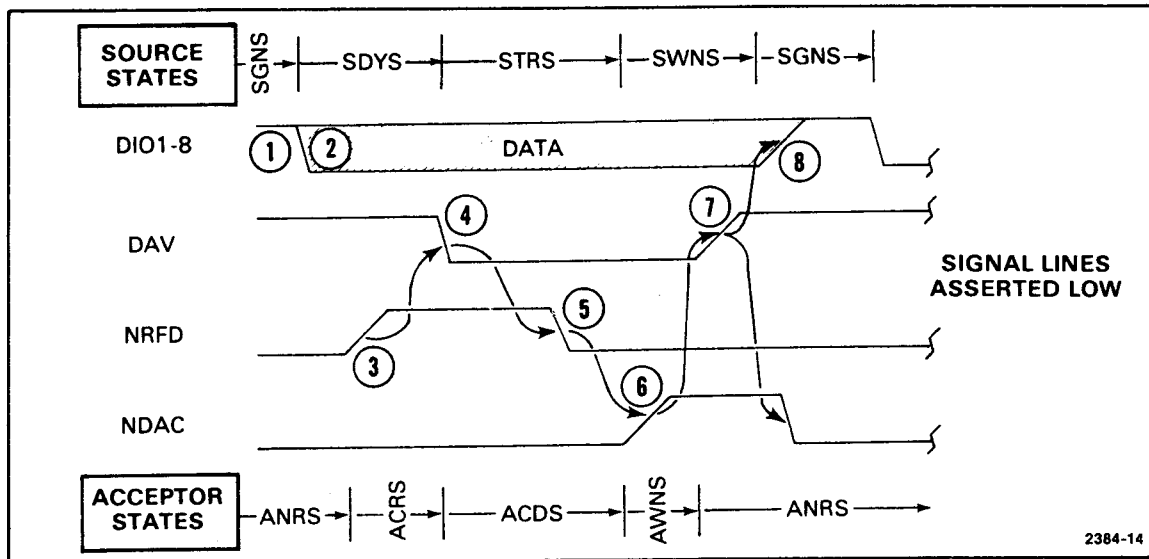 SOURCE
STATES
SGNS
SDYS
STRS
SWNS
SGNS
DIO1-8
1
2
DATA
8
DAV
4
7
SIGNAL LINES
ASSERTED LOW
NRFD
3
5
NDAC
6
ACCEPTOR
STATES
ANRS
ACRS
ACDS
AWNS
ANRS
2384-14